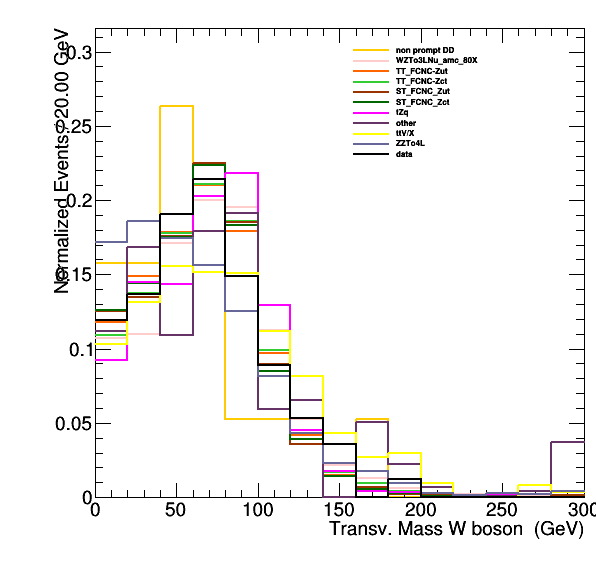 Normalized Events / 20.00 GeV
0.3
0.25
0.2
0.15
0.1
0.05
0
non prompt DD
WZTo3LNu_amc_80X
TT_FCNC-Zut
TT_FCNC-Zct
ST_FCNC_Zut
ST_FCNC_Zct
tZq
other
ttV/X
ZZTo4L
data
0 50 100 150 200 250 300
Transv. Mass W boson (GeV)